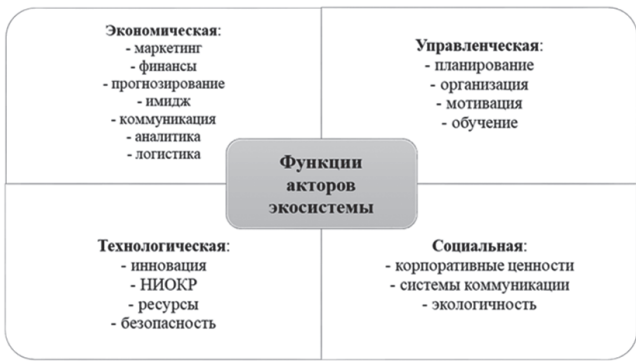 Экономическая:
- маркетинг
- финансы
- прогнозирование
- имидж
- коммуникация
- аналитика
- логистика
Управленческая:
- планирование
- организация
- мотивация
- обучение
Функции
акторов
экосистемы
Технологическая:
- инновация
- НИОКР
- ресурсы
- безопасность
Социальная:
- корпоративные ценности
- системы коммуникации
- экологичность